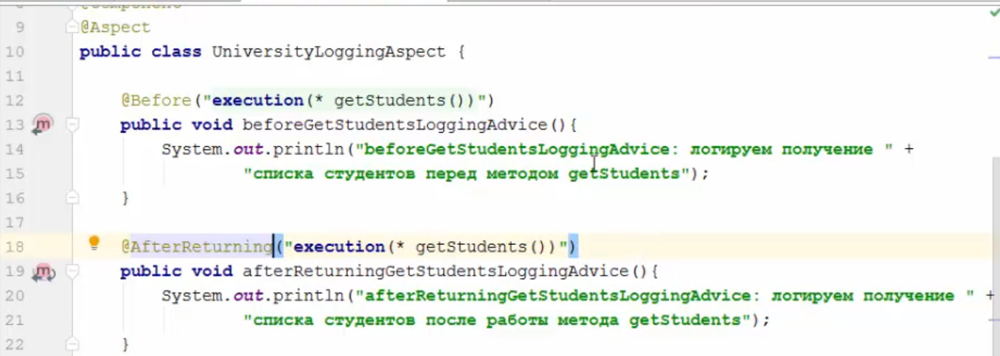 9 @Aspect
10 public class UniversityLoggingAspect {
11
12 @Before("execution(* getStudents())")
13 public void beforeGetStudentsLoggingAdvice(){
14 System.out.println("beforeGetStudentsLoggingAdvice: логируем получение " +
15 "списка студентов перед методом getStudents");
16 }
17
18 @AfterReturning("execution(* getStudents())")
19 public void afterReturningGetStudentsLoggingAdvice(){
20 System.out.println("afterReturningGetStudentsLoggingAdvice: логируем получение " +
21 "списка студентов после работы метода getStudents");
22 }